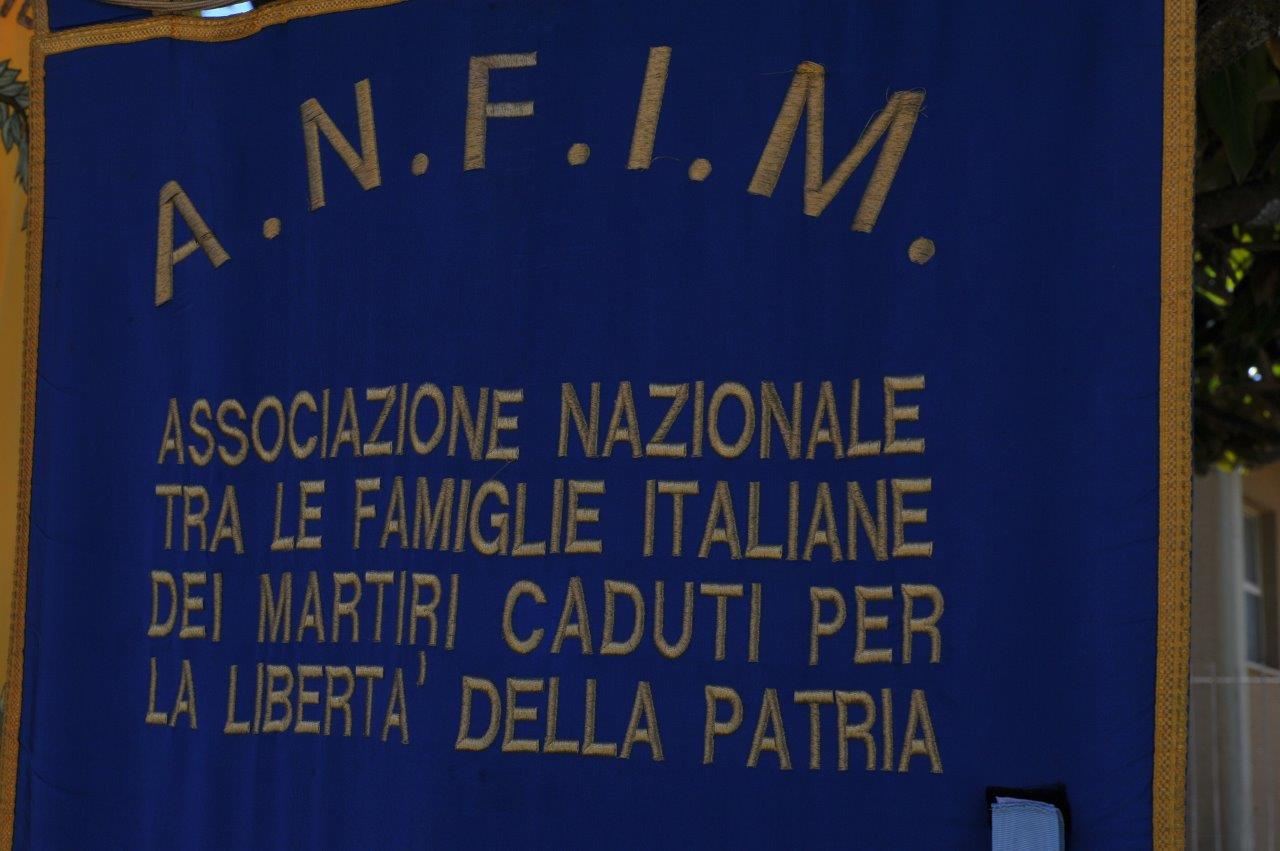 A.N.F.I.M.
ASSOCIAZIONE NAZIONALE
TRA LE FAMIGLIE ITALIANE
DEI MARTIRI CADUTI PER
LA LIBERTA' DELLA PATRIA